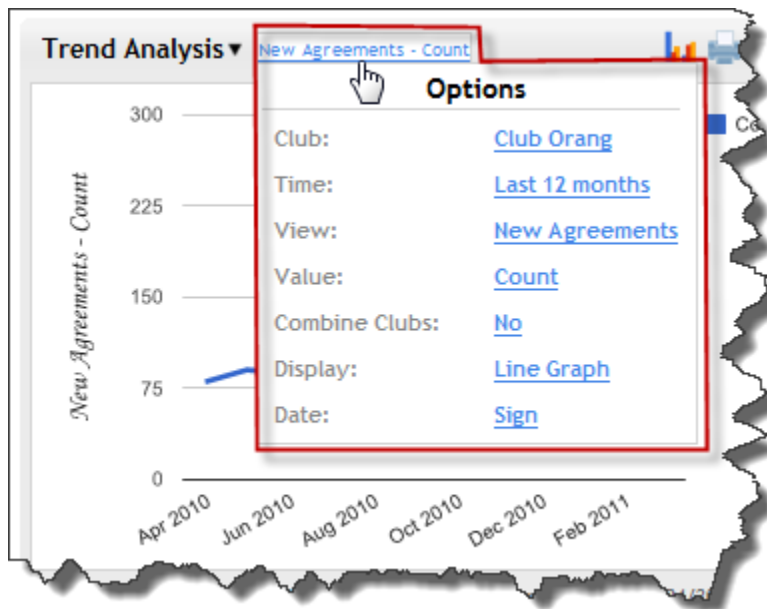 Trend Analysis ▾ New Agreements - Count
Options
Club: Club Orang
Time: Last 12 months
View: New Agreements
Value: Count
Combine Clubs: No
Display: Line Graph
Date: Sign
New Agreements - Count
300
225
150
75
0
Apr 2010 Jun 2010 Aug 2010 Oct 2010 Dec 2010 Feb 2011